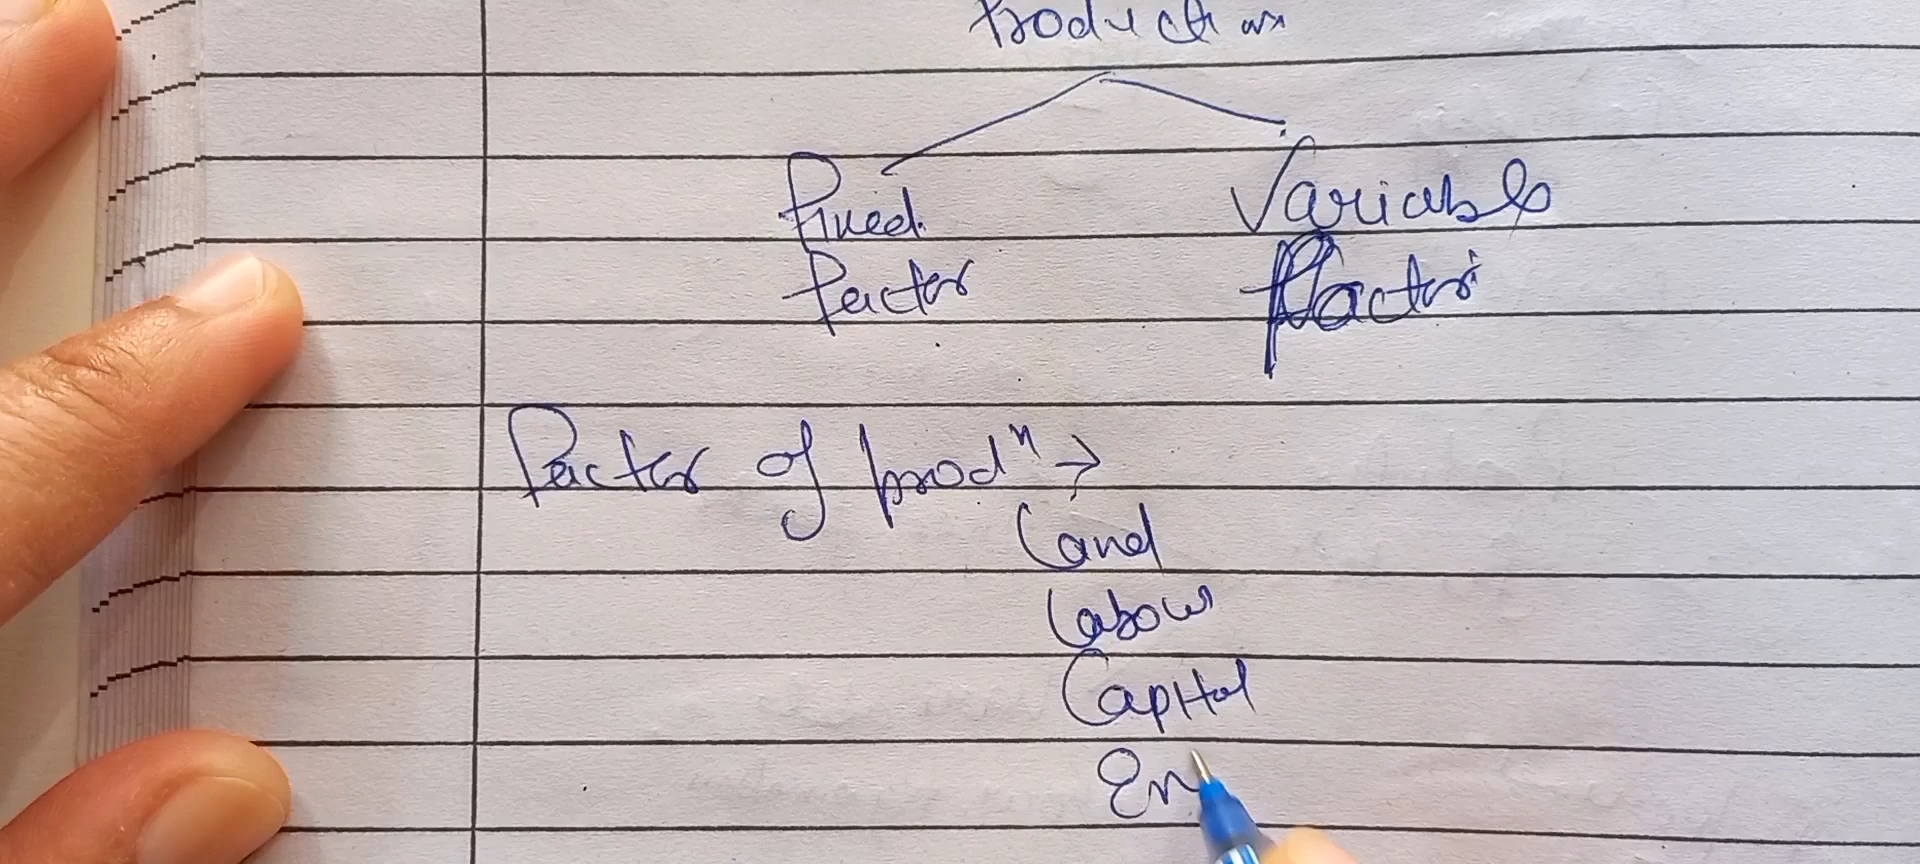 Production
Fixed Variable
Factor Factor
Factor of prodⁿ →
Land
Labour
Capital
En